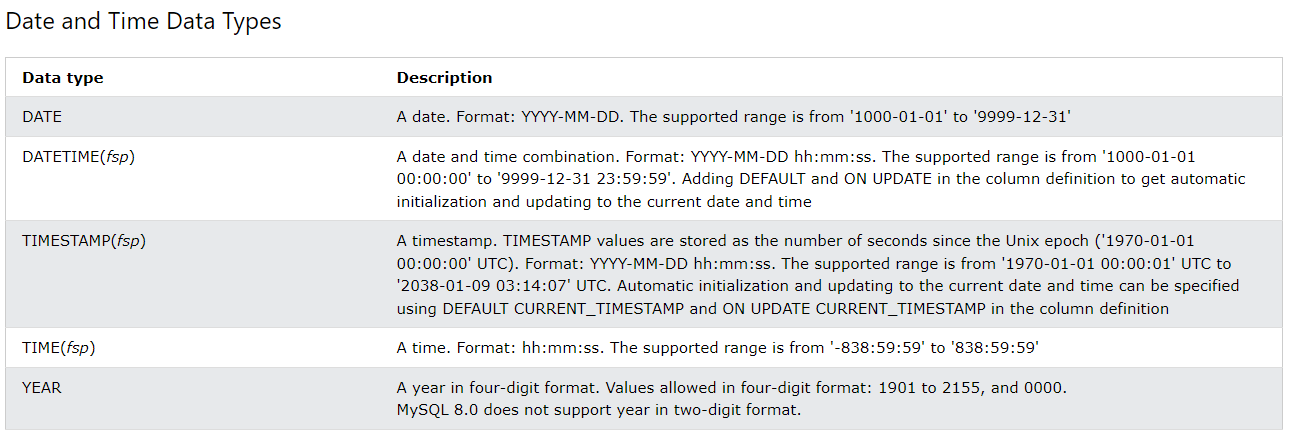 Date and Time Data Types
Data type Description
DATE A date. Format: YYYY-MM-DD. The supported range is from '1000-01-01' to '9999-12-31'
DATETIME(fsp) A date and time combination. Format: YYYY-MM-DD hh:mm:ss. The supported range is from '1000-01-01
00:00:00' to '9999-12-31 23:59:59'. Adding DEFAULT and ON UPDATE in the column definition to get automatic
initialization and updating to the current date and time
TIMESTAMP(fsp) A timestamp. TIMESTAMP values are stored as the number of seconds since the Unix epoch ('1970-01-01
00:00:00' UTC). Format: YYYY-MM-DD hh:mm:ss. The supported range is from '1970-01-01 00:00:01' UTC to
'2038-01-09 03:14:07' UTC. Automatic initialization and updating to the current date and time can be specified
using DEFAULT CURRENT_TIMESTAMP and ON UPDATE CURRENT_TIMESTAMP in the column definition
TIME(fsp) A time. Format: hh:mm:ss. The supported range is from '-838:59:59' to '838:59:59'
YEAR A year in four-digit format. Values allowed in four-digit format: 1901 to 2155, and 0000.
MySQL 8.0 does not support year in two-digit format.